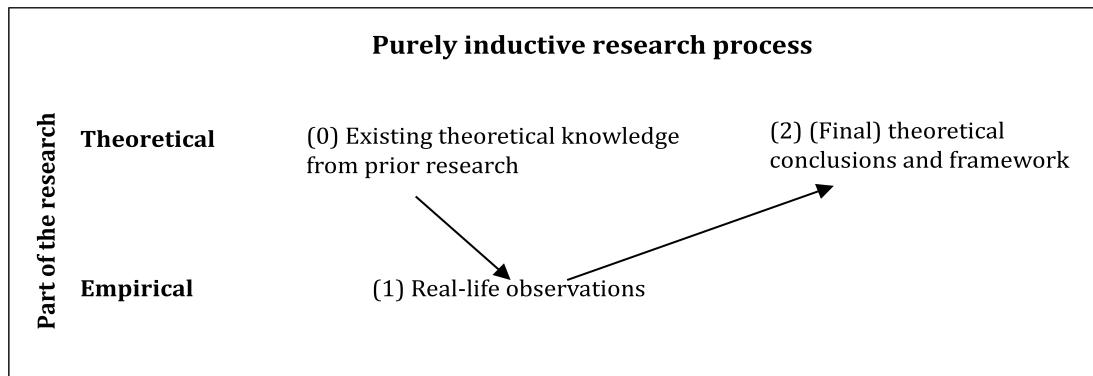 Purely inductive research process
Part of the research
Theoretical
(0) Existing theoretical knowledge
from prior research
(2) (Final) theoretical
conclusions and framework
Empirical
(1) Real-life observations